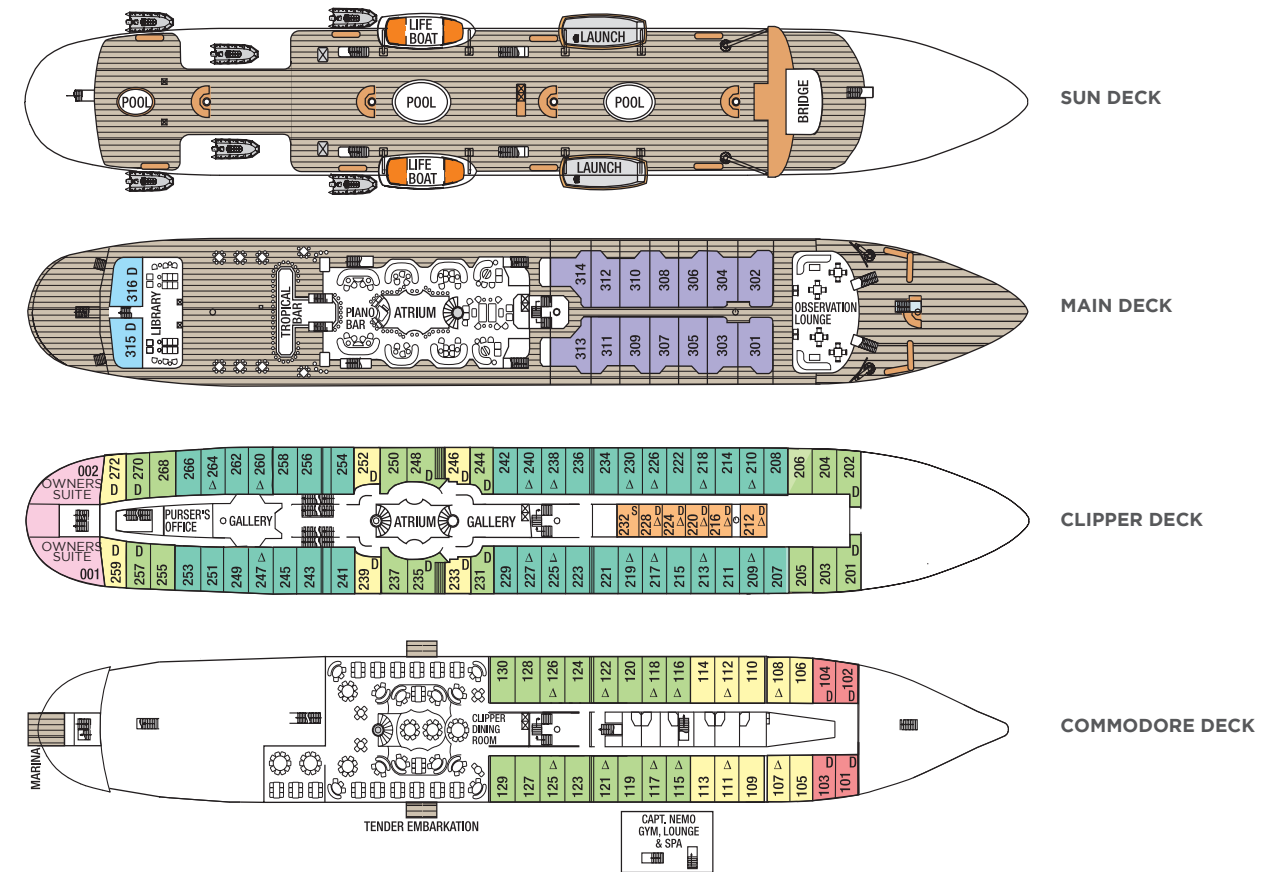 LIFE
BOAT
LAUNCH
POOL
POOL
POOL
BRIDGE
LIFE
BOAT
LAUNCH
SUN DECK
316 D
315 D
LIBRARY
TROPICAL
BAR
PIANO
BAR
ATRIUM
314
312
310
308
306
304
302
313
311
309
307
305
303
301
OBSERVATION
LOUNGE
MAIN DECK
002
OWNERS
SUITE
272 D
270 D
268
266
264 Δ
262
260 Δ
258
256
254
252 D
250
248 D
246 D
244 D
242
240 Δ
238 Δ
236
234
230 Δ
226 Δ
222
218 Δ
214
210 Δ
208
206
204
202 D
PURSER'S
OFFICE
GALLERY
ATRIUM
GALLERY
232 S
228 D Δ
224 D Δ
220 D Δ
216 D Δ
212 D Δ
OWNERS
SUITE
001
259 D
257 D
255
253
251
249
247 Δ
245
243
241
239 D
237
235 D
233 D
231 D
229
227 Δ
225 Δ
223
221
219 Δ
217 Δ
215
213 Δ
211
209 Δ
207
205
203
201 D
CLIPPER DECK
130
128
126 Δ
124
122 Δ
120
118 Δ
116 Δ
114
112 Δ
110
108 Δ
106
104 D
102 D
CLIPPER
DINING
ROOM
MARINA
129
127
125 Δ
123
121 Δ
119
117 Δ
115 Δ
113
111 Δ
109
107 Δ
105
103 D
101 D
COMMODORE DECK
TENDER EMBARKATION
CAPT. NEMO
GYM, LOUNGE
& SPA